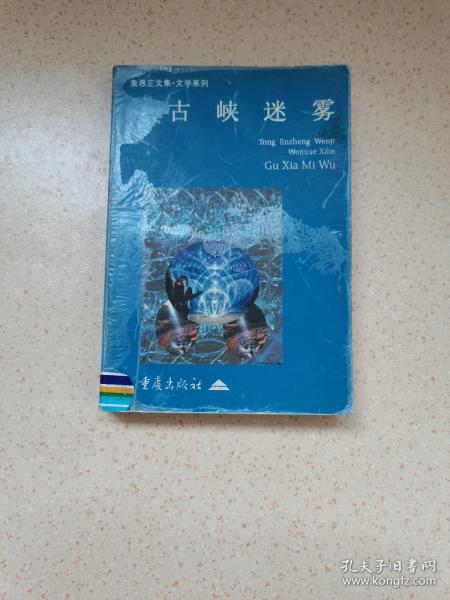 童恩正文集·文学系列
古峡迷雾
Tong Enzheng Wenji
Wenxue Xilie
Gu Xia Mi Wu
重庆出版社
孔夫子旧书网
www.kongfz.com